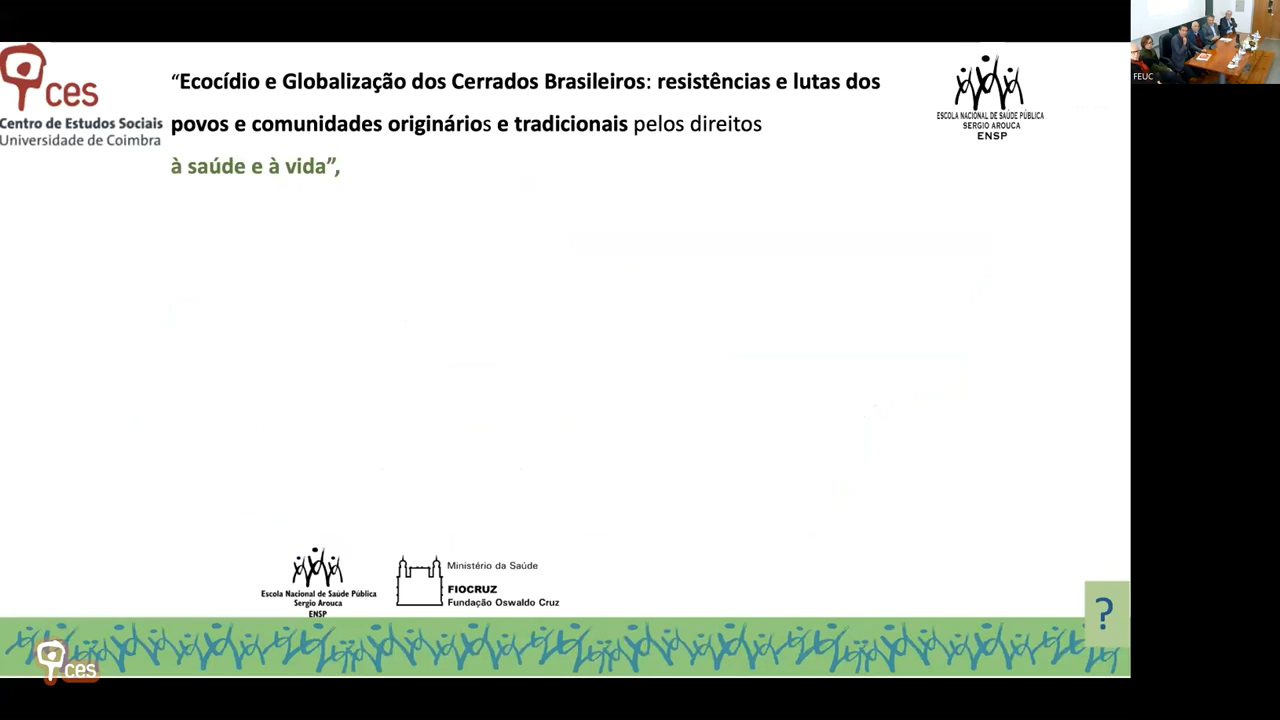 ces
Centro de Estudos Sociais
Universidade de Coimbra
“Ecocídio e Globalização dos Cerrados Brasileiros: resistências e lutas dos
povos e comunidades originários e tradicionais pelos direitos
à saúde e à vida”,
ESCOLA NACIONAL DE SAÚDE PÚBLICA
SERGIO AROUCA
ENSP
FEUC
Escola Nacional de Saúde Pública
Sergio Arouca
ENSP
Ministério da Saúde
FIOCRUZ
Fundação Oswaldo Cruz
?
ces